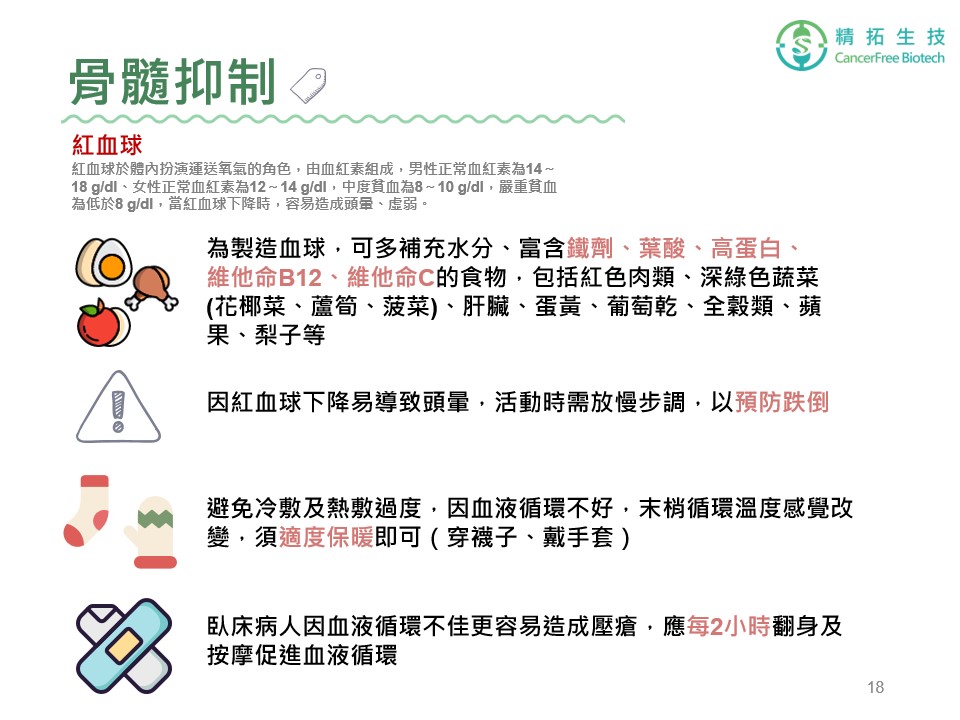 精拓生技
CancerFree Biotech
骨髓抑制
紅血球
紅血球於體內扮演運送氧氣的角色，由血紅素組成，男性正常血紅素為14～
18 g/dl、女性正常血紅素為12～14 g/dl，中度貧血為8～10 g/dl，嚴重貧血
為低於8 g/dl，當紅血球下降時，容易造成頭暈、虛弱。
為製造血球，可多補充水分、富含鐵劑、葉酸、高蛋白、
維他命B12、維他命C的食物，包括紅色肉類、深綠色蔬菜
(花椰菜、蘆筍、菠菜)、肝臟、蛋黃、葡萄乾、全穀類、蘋
果、梨子等
因紅血球下降易導致頭暈，活動時需放慢步調，以預防跌倒
避免冷敷及熱敷過度，因血液循環不好，末梢循環溫度感覺改
變，須適度保暖即可（穿襪子、戴手套）
臥床病人因血液循環不佳更容易造成壓瘡，應每2小時翻身及
按摩促進血液循環
18